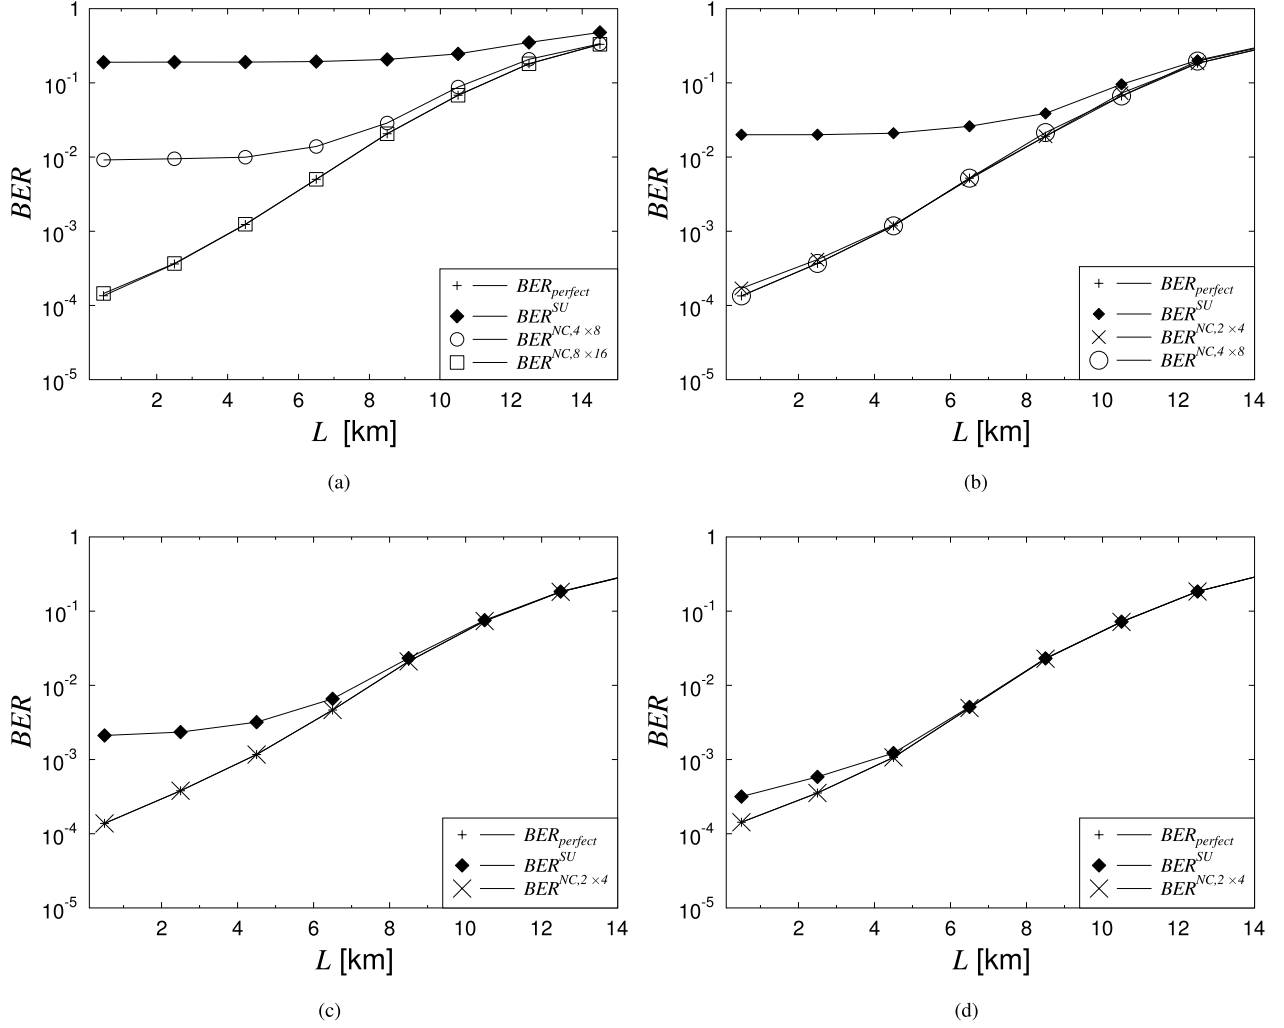 1
10^-1
10^-2
10^-3
10^-4
10^-5
BER
2 4 6 8 10 12 14
L [km]
BER_perfect
BER^SU
BER^NC,4×8
BER^NC,8×16
(a)
1
10^-1
10^-2
10^-3
10^-4
10^-5
BER
2 4 6 8 10 12 14
L [km]
BER_perfect
BER^SU
BER^NC,2×4
BER^NC,4×8
(b)
1
10^-1
10^-2
10^-3
10^-4
10^-5
BER
2 4 6 8 10 12 14
L [km]
BER_perfect
BER^SU
BER^NC,2×4
(c)
1
10^-1
10^-2
10^-3
10^-4
10^-5
BER
2 4 6 8 10 12 14
L [km]
BER_perfect
BER^SU
BER^NC,2×4
(d)